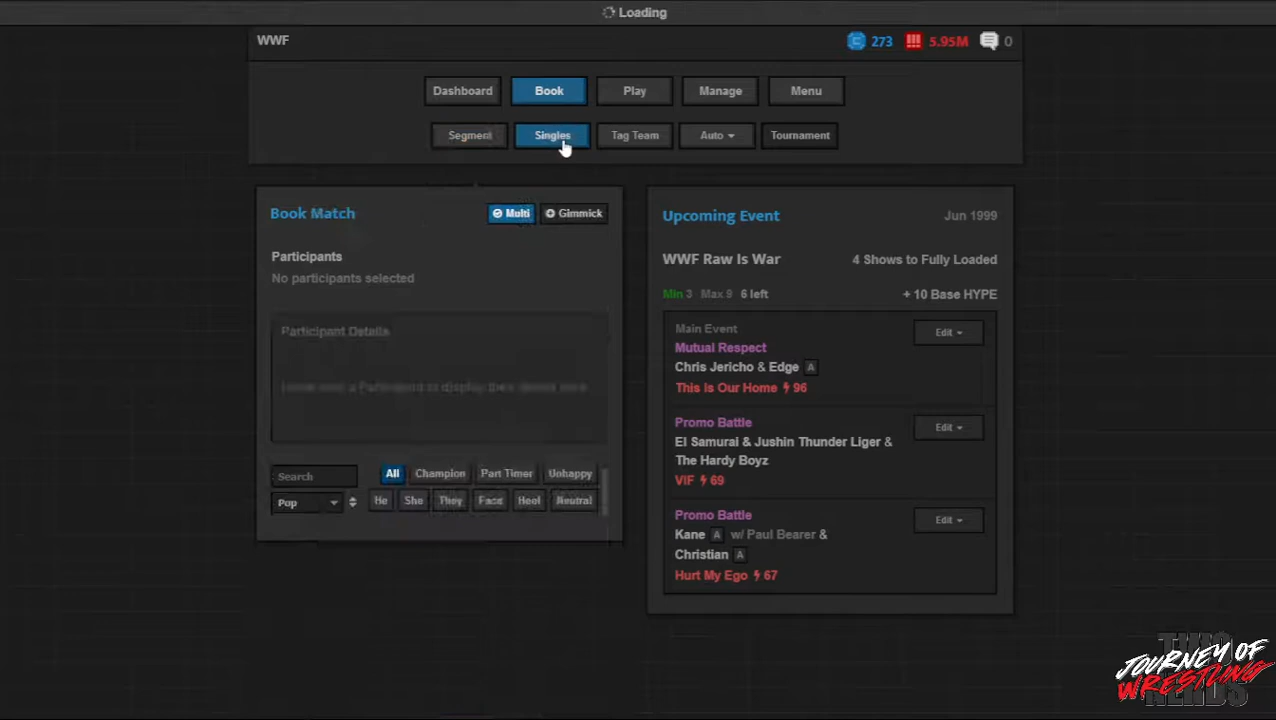 Loading
WWF 273 5.95M 0
Dashboard Book Play Manage Menu
Segment Singles Tag Team Auto Tournament
Book Match Multi Gimmick
Participants
No participants selected
Participant Details
Search All Champion Part Timer Unhappy
Pop He She They Face Heel Neutral
Upcoming Event Jun 1999
WWF Raw Is War 4 Shows to Fully Loaded
Min 3 Max 9 6 left + 10 Base HYPE
Main Event Edit
Mutual Respect
Chris Jericho & Edge A
This Is Our Home 96
Promo Battle Edit
El Samurai & Jushin Thunder Liger &
The Hardy Boyz
VIF 69
Promo Battle Edit
Kane A w/ Paul Bearer &
Christian A
Hurt My Ego 67
JOURNEY OF
WRESTLING